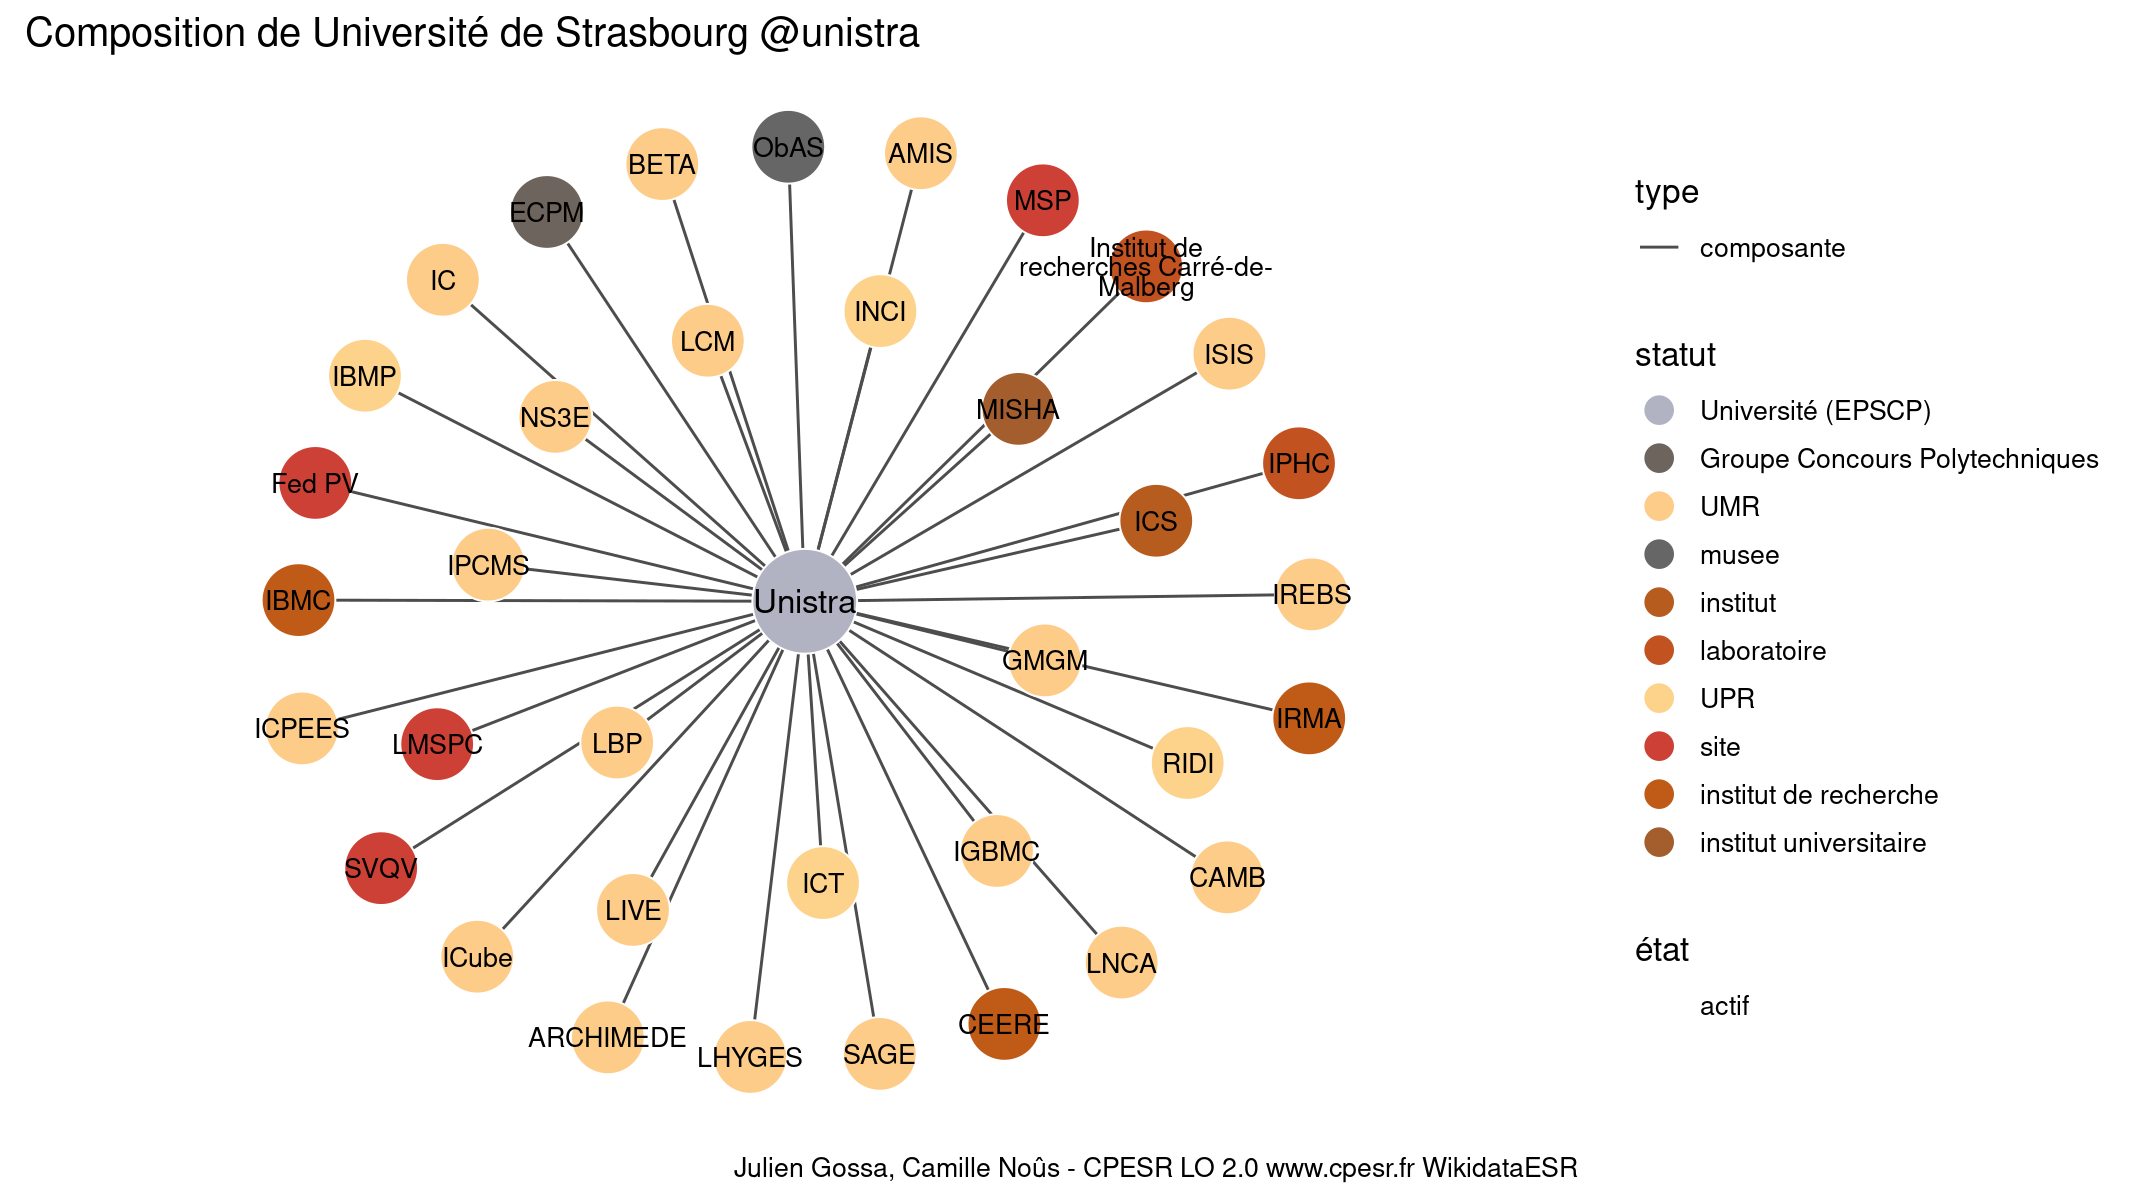 Composition de Université de Strasbourg @unistra
ObAS
AMIS
BETA
MSP
ECPM
Institut de
recherches Carré-de-
Malberg
IC
INCI
LCM
ISIS
IBMP
MISHA
NS3E
IPHC
Fed PV
ICS
IPCMS
IREBS
IBMC
Unistra
GMGM
IRMA
ICPEES
LMSPC
LBP
RIDI
IGBMC
SVQV
CAMB
ICT
LIVE
ICube
LNCA
CEERE
ARCHIMEDE
LHYGES
SAGE
type
composante
statut
Université (EPSCP)
Groupe Concours Polytechniques
UMR
musee
institut
laboratoire
UPR
site
institut de recherche
institut universitaire
état
actif
Julien Gossa, Camille Noûs - CPESR LO 2.0 www.cpesr.fr WikidataESR